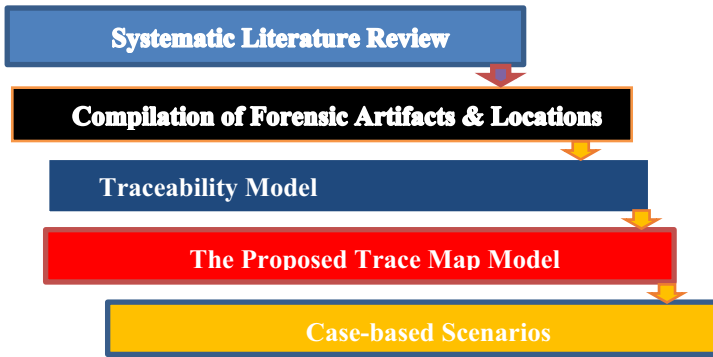 Systematic Literature Review
Compilation of Forensic Artifacts & Locations
Traceability Model
The Proposed Trace Map Model
Case-based Scenarios